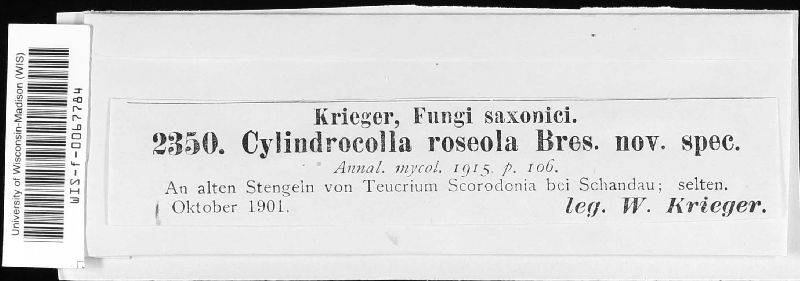 University of Wisconsin-Madison (WIS)
WIS-f-0067784
Krieger, Fungi saxonici.
2350. Cylindrocolla roseola Bres. nov. spec.
Annal. mycol. 1915. p. 106.
An alten Stengeln von Teucrium Scorodonia bei Schandau; selten.
Oktober 1901.
leg. W. Krieger.